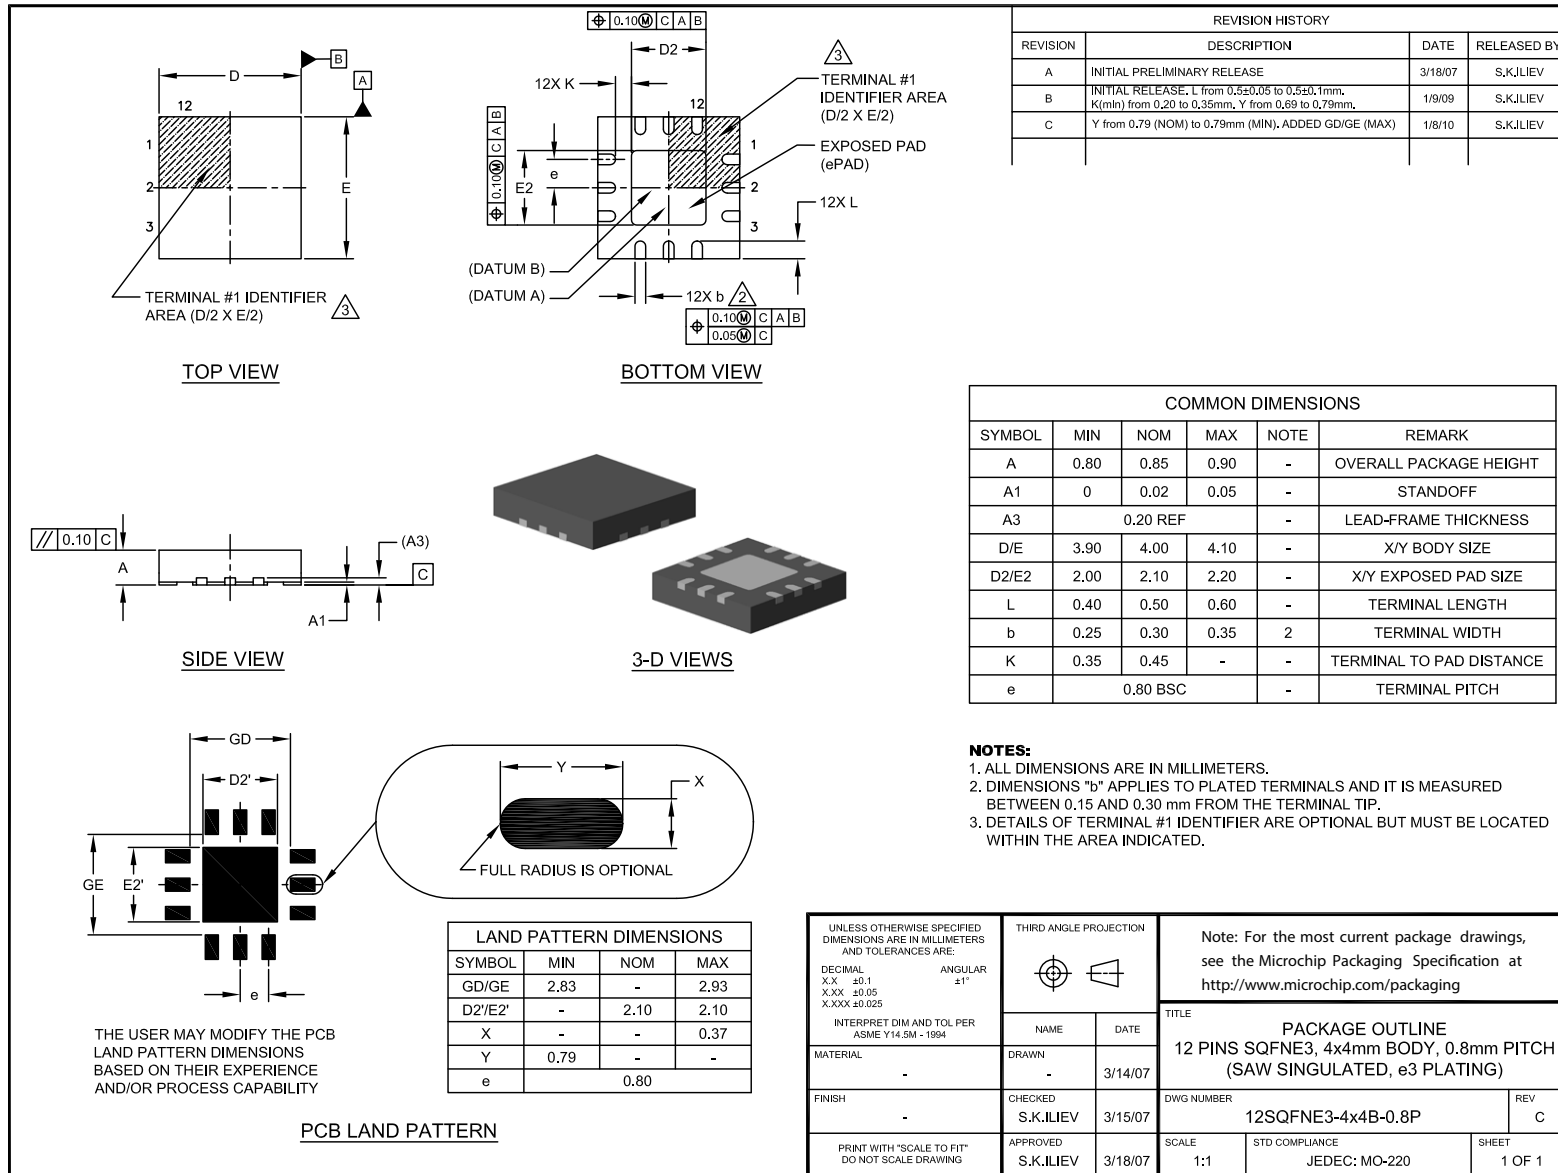 REVISION HISTORY
REVISION DESCRIPTION DATE RELEASED BY
A INITIAL PRELIMINARY RELEASE 3/18/07 S.K.ILIEV
B INITIAL RELEASE. L from 0.5±0.05 to 0.5±0.1mm.
K(min) from 0.20 to 0.35mm. Y from 0.69 to 0.79mm. 1/9/09 S.K.ILIEV
C Y from 0.79 (NOM) to 0.79mm (MIN). ADDED GD/GE (MAX) 1/8/10 S.K.ILIEV
D
B
A
12
1
2
3
E
TERMINAL #1 IDENTIFIER
AREA (D/2 X E/2)
3
TOP VIEW
⌖ 0.10Ⓜ C A B
D2
12X K
12
3
TERMINAL #1
IDENTIFIER AREA
(D/2 X E/2)
EXPOSED PAD
(ePAD)
⌖ 0.10Ⓜ C A B
E2
e
1
2
3
12X L
(DATUM B)
(DATUM A)
12X b
2
⌖ 0.10Ⓜ C A B
0.05Ⓜ C
BOTTOM VIEW
// 0.10 C
A
(A3)
C
A1
SIDE VIEW
3-D VIEWS
COMMON DIMENSIONS
SYMBOL MIN NOM MAX NOTE REMARK
A 0.80 0.85 0.90 - OVERALL PACKAGE HEIGHT
A1 0 0.02 0.05 - STANDOFF
A3 0.20 REF - LEAD-FRAME THICKNESS
D/E 3.90 4.00 4.10 - X/Y BODY SIZE
D2/E2 2.00 2.10 2.20 - X/Y EXPOSED PAD SIZE
L 0.40 0.50 0.60 - TERMINAL LENGTH
b 0.25 0.30 0.35 2 TERMINAL WIDTH
K 0.35 0.45 - - TERMINAL TO PAD DISTANCE
e 0.80 BSC - TERMINAL PITCH
NOTES:
1. ALL DIMENSIONS ARE IN MILLIMETERS.
2. DIMENSIONS "b" APPLIES TO PLATED TERMINALS AND IT IS MEASURED
BETWEEN 0.15 AND 0.30 mm FROM THE TERMINAL TIP.
3. DETAILS OF TERMINAL #1 IDENTIFIER ARE OPTIONAL BUT MUST BE LOCATED
WITHIN THE AREA INDICATED.
GD
D2'
GE
E2'
e
Y
X
FULL RADIUS IS OPTIONAL
THE USER MAY MODIFY THE PCB
LAND PATTERN DIMENSIONS
BASED ON THEIR EXPERIENCE
AND/OR PROCESS CAPABILITY
LAND PATTERN DIMENSIONS
SYMBOL MIN NOM MAX
GD/GE 2.83 - 2.93
D2'/E2' - 2.10 2.10
X - - 0.37
Y 0.79 - -
e 0.80
PCB LAND PATTERN
UNLESS OTHERWISE SPECIFIED
DIMENSIONS ARE IN MILLIMETERS
AND TOLERANCES ARE:
DECIMAL ANGULAR
X.X ±0.1 ±1°
X.XX ±0.05
X.XXX ±0.025
INTERPRET DIM AND TOL PER
ASME Y14.5M - 1994
MATERIAL
-
FINISH
-
PRINT WITH "SCALE TO FIT"
DO NOT SCALE DRAWING
THIRD ANGLE PROJECTION
NAME DATE
DRAWN
- 3/14/07
CHECKED
S.K.ILIEV 3/15/07
APPROVED
S.K.ILIEV 3/18/07
Note: For the most current package drawings,
see the Microchip Packaging Specification at
http://www.microchip.com/packaging
TITLE
PACKAGE OUTLINE
12 PINS SQFNE3, 4x4mm BODY, 0.8mm PITCH
(SAW SINGULATED, e3 PLATING)
DWG NUMBER
12SQFNE3-4x4B-0.8P
REV
C
SCALE
1:1
STD COMPLIANCE
JEDEC: MO-220
SHEET
1 OF 1